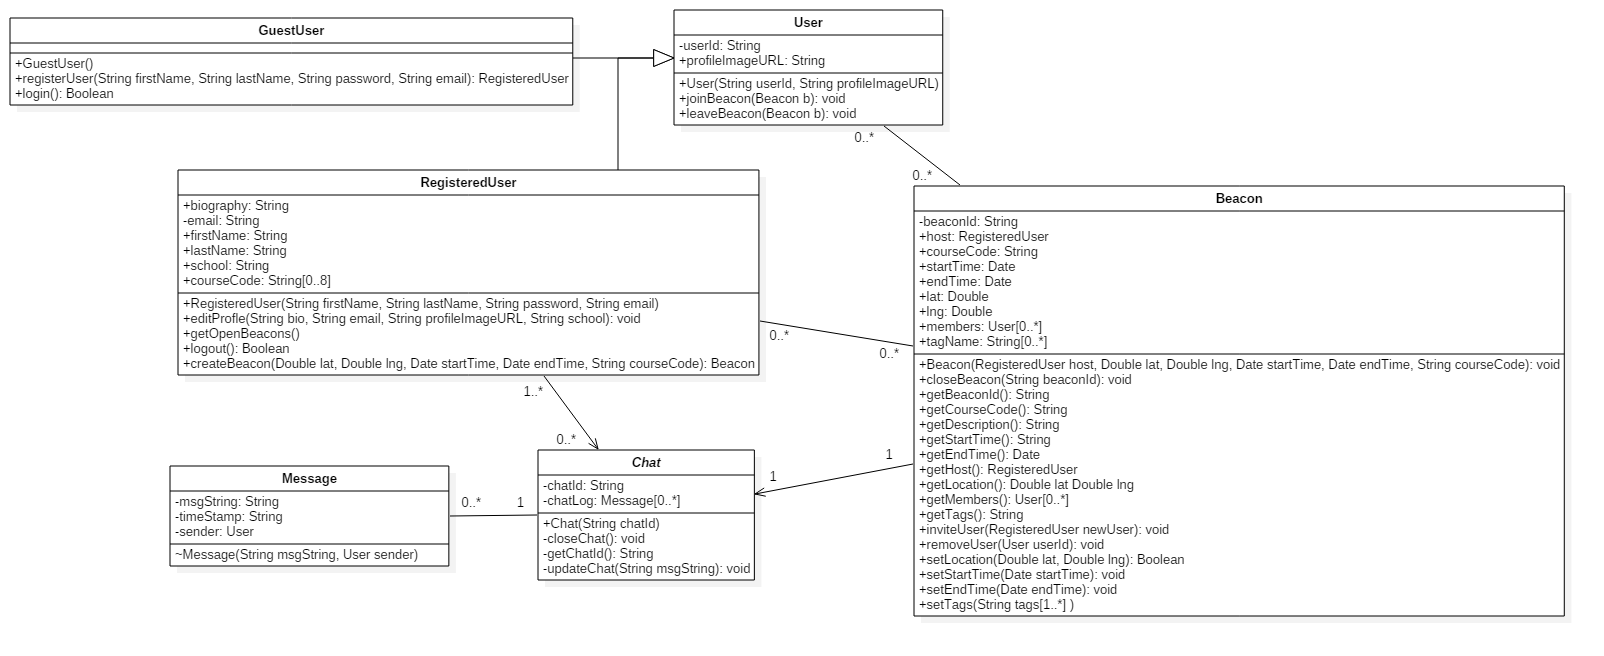 GuestUser
+GuestUser()
+registerUser(String firstName, String lastName, String password, String email): RegisteredUser
+login(): Boolean
User
-userId: String
+profileImageURL: String
+User(String userId, String profileImageURL)
+joinBeacon(Beacon b): void
+leaveBeacon(Beacon b): void
0..*
0..*
RegisteredUser
+biography: String
-email: String
+firstName: String
+lastName: String
+school: String
+courseCode: String[0..8]
+RegisteredUser(String firstName, String lastName, String password, String email)
+editProfle(String bio, String email, String profileImageURL, String school): void
+getOpenBeacons()
+logout(): Boolean
+createBeacon(Double lat, Double lng, Date startTime, Date endTime, String courseCode): Beacon
0..*
0..*
1..*
0..*
Beacon
-beaconId: String
+host: RegisteredUser
+courseCode: String
+startTime: Date
+endTime: Date
+lat: Double
+lng: Double
+members: User[0..*]
+tagName: String[0..*]
+Beacon(RegisteredUser host, Double lat, Double lng, Date startTime, Date endTime, String courseCode): void
+closeBeacon(String beaconId): void
+getBeaconId(): String
+getCourseCode(): String
+getDescription(): String
+getStartTime(): String
+getEndTime(): Date
+getHost(): RegisteredUser
+getLocation(): Double lat Double lng
+getMembers(): User[0..*]
+getTags(): String
+inviteUser(RegisteredUser newUser): void
+removeUser(User userId): void
+setLocation(Double lat, Double lng): Boolean
+setStartTime(Date startTime): void
+setEndTime(Date endTime): void
+setTags(String tags[1..*] )
1
1
Message
-msgString: String
-timeStamp: String
-sender: User
~Message(String msgString, User sender)
0..*
1
Chat
-chatId: String
-chatLog: Message[0..*]
+Chat(String chatId)
-closeChat(): void
-getChatId(): String
-updateChat(String msgString): void